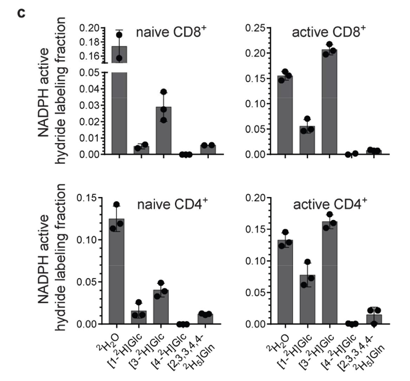 c
naive CD8⁺
active CD8⁺
NADPH active
hydride labeling fraction
0.20
0.18
0.16
0.05
0.04
0.03
0.02
0.01
0.00
0.25
0.20
0.15
0.10
0.05
0.00
naive CD4⁺
active CD4⁺
NADPH active
hydride labeling fraction
0.15
0.10
0.05
0.00
0.20
0.15
0.10
0.05
0.00
²H₂O
[1-²H]Glc
[3-²H]Glc
[4-²H]Glc
[2,3,3,4,4-
²H₅]Gln
²H₂O
[1-²H]Glc
[3-²H]Glc
[4-²H]Glc
[2,3,3,4,4-
²H₅]Gln